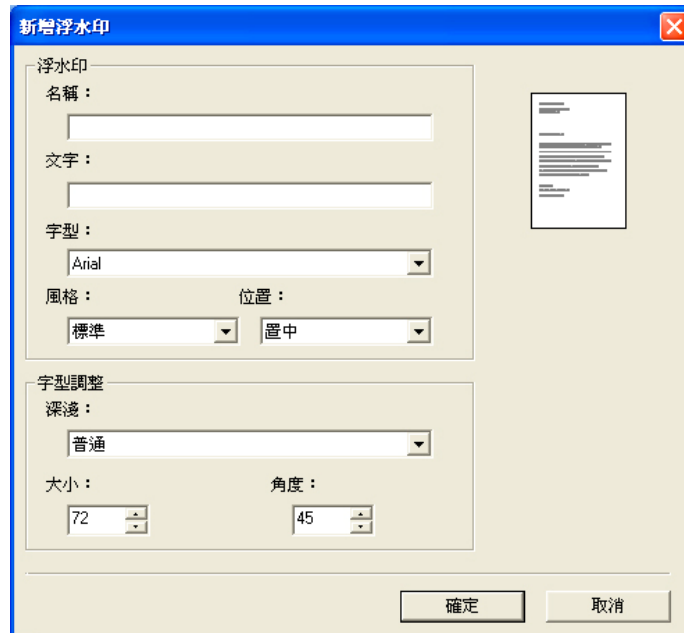 新增浮水印
浮水印
名稱：
文字：
字型：
Arial
風格： 位置：
標準 置中
字型調整
深淺：
普通
大小： 角度：
72 45
確定 取消